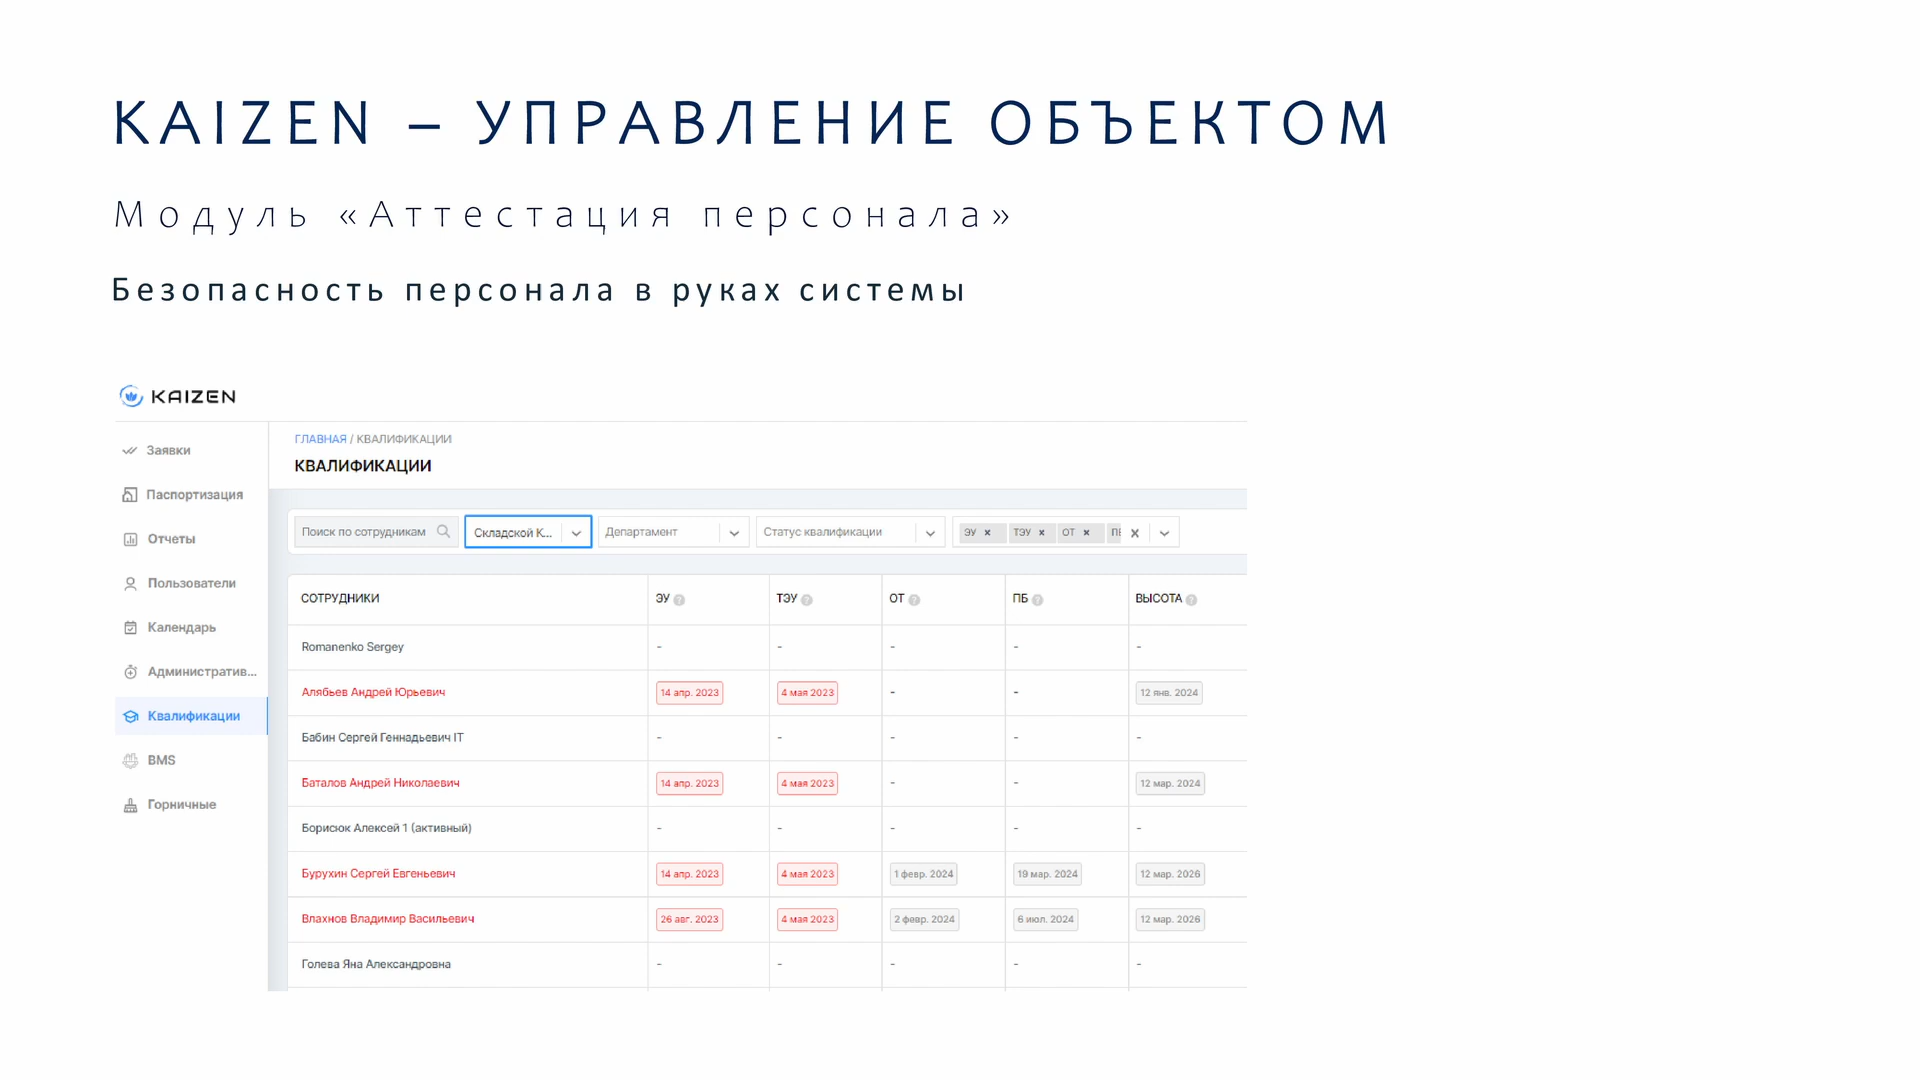 KAIZEN – УПРАВЛЕНИЕ ОБЪЕКТОМ
Модуль «Аттестация персонала»
Безопасность персонала в руках системы
KAIZEN
Заявки
Паспортизация
Отчеты
Пользователи
Календарь
Административ...
Квалификации
BMS
Горничные
ГЛАВНАЯ / КВАЛИФИКАЦИИ
КВАЛИФИКАЦИИ
Поиск по сотрудникам Складской К... Департамент Статус квалификации ЭУ × ТЭУ × ОТ ×
СОТРУДНИКИ ЭУ ТЭУ ОТ ПБ ВЫСОТА
Romanenko Sergey - - - - -
Алябьев Андрей Юрьевич 14 апр. 2023 4 мая 2023 - - 12 янв. 2024
Бабин Сергей Геннадьевич IT - - - - -
Баталов Андрей Николаевич 14 апр. 2023 4 мая 2023 - - 12 мар. 2024
Борисюк Алексей 1 (активный) - - - - -
Бурухин Сергей Евгеньевич 14 апр. 2023 4 мая 2023 1 февр. 2024 19 мар. 2024 12 мар. 2026
Влахнов Владимир Васильевич 26 авг. 2023 4 мая 2023 2 февр. 2024 6 июл. 2024 12 мар. 2026
Голева Яна Александровна - - - - -